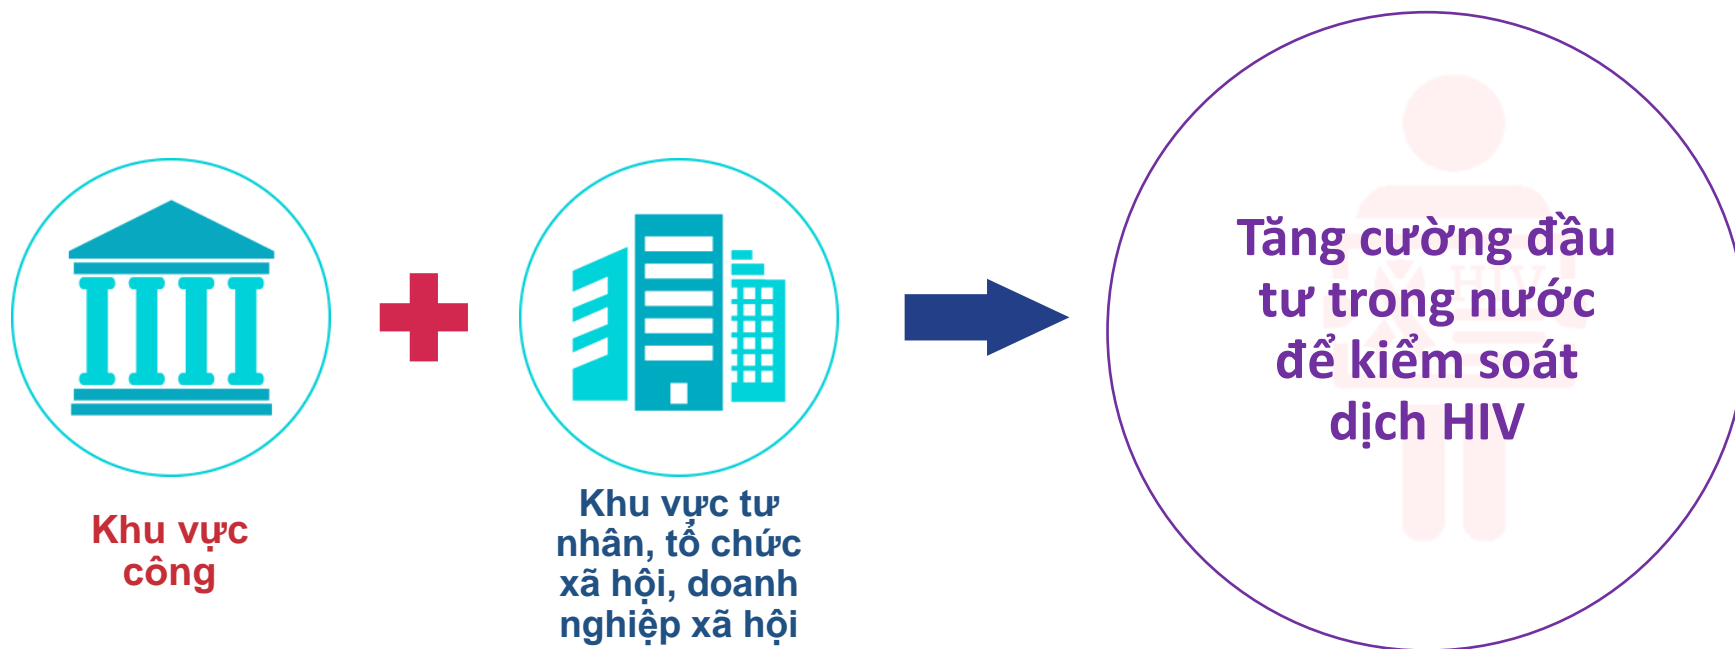 Khu vực
công
Khu vực tư
nhân, tổ chức
xã hội, doanh
nghiệp xã hội
Tăng cường đầu
tư trong nước
để kiểm soát
dịch HIV
HIV